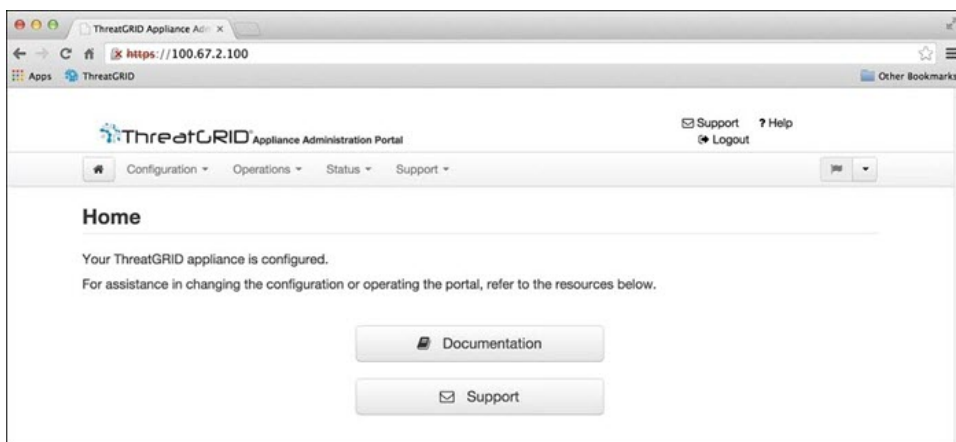 ThreatGRID Appliance Ad
https://100.67.2.100
Apps ThreatGRID Other Bookmarks
ThreatGRID Appliance Administration Portal
Support ? Help
Logout
Configuration Operations Status Support
Home
Your ThreatGRID appliance is configured.
For assistance in changing the configuration or operating the portal, refer to the resources below.
Documentation
Support